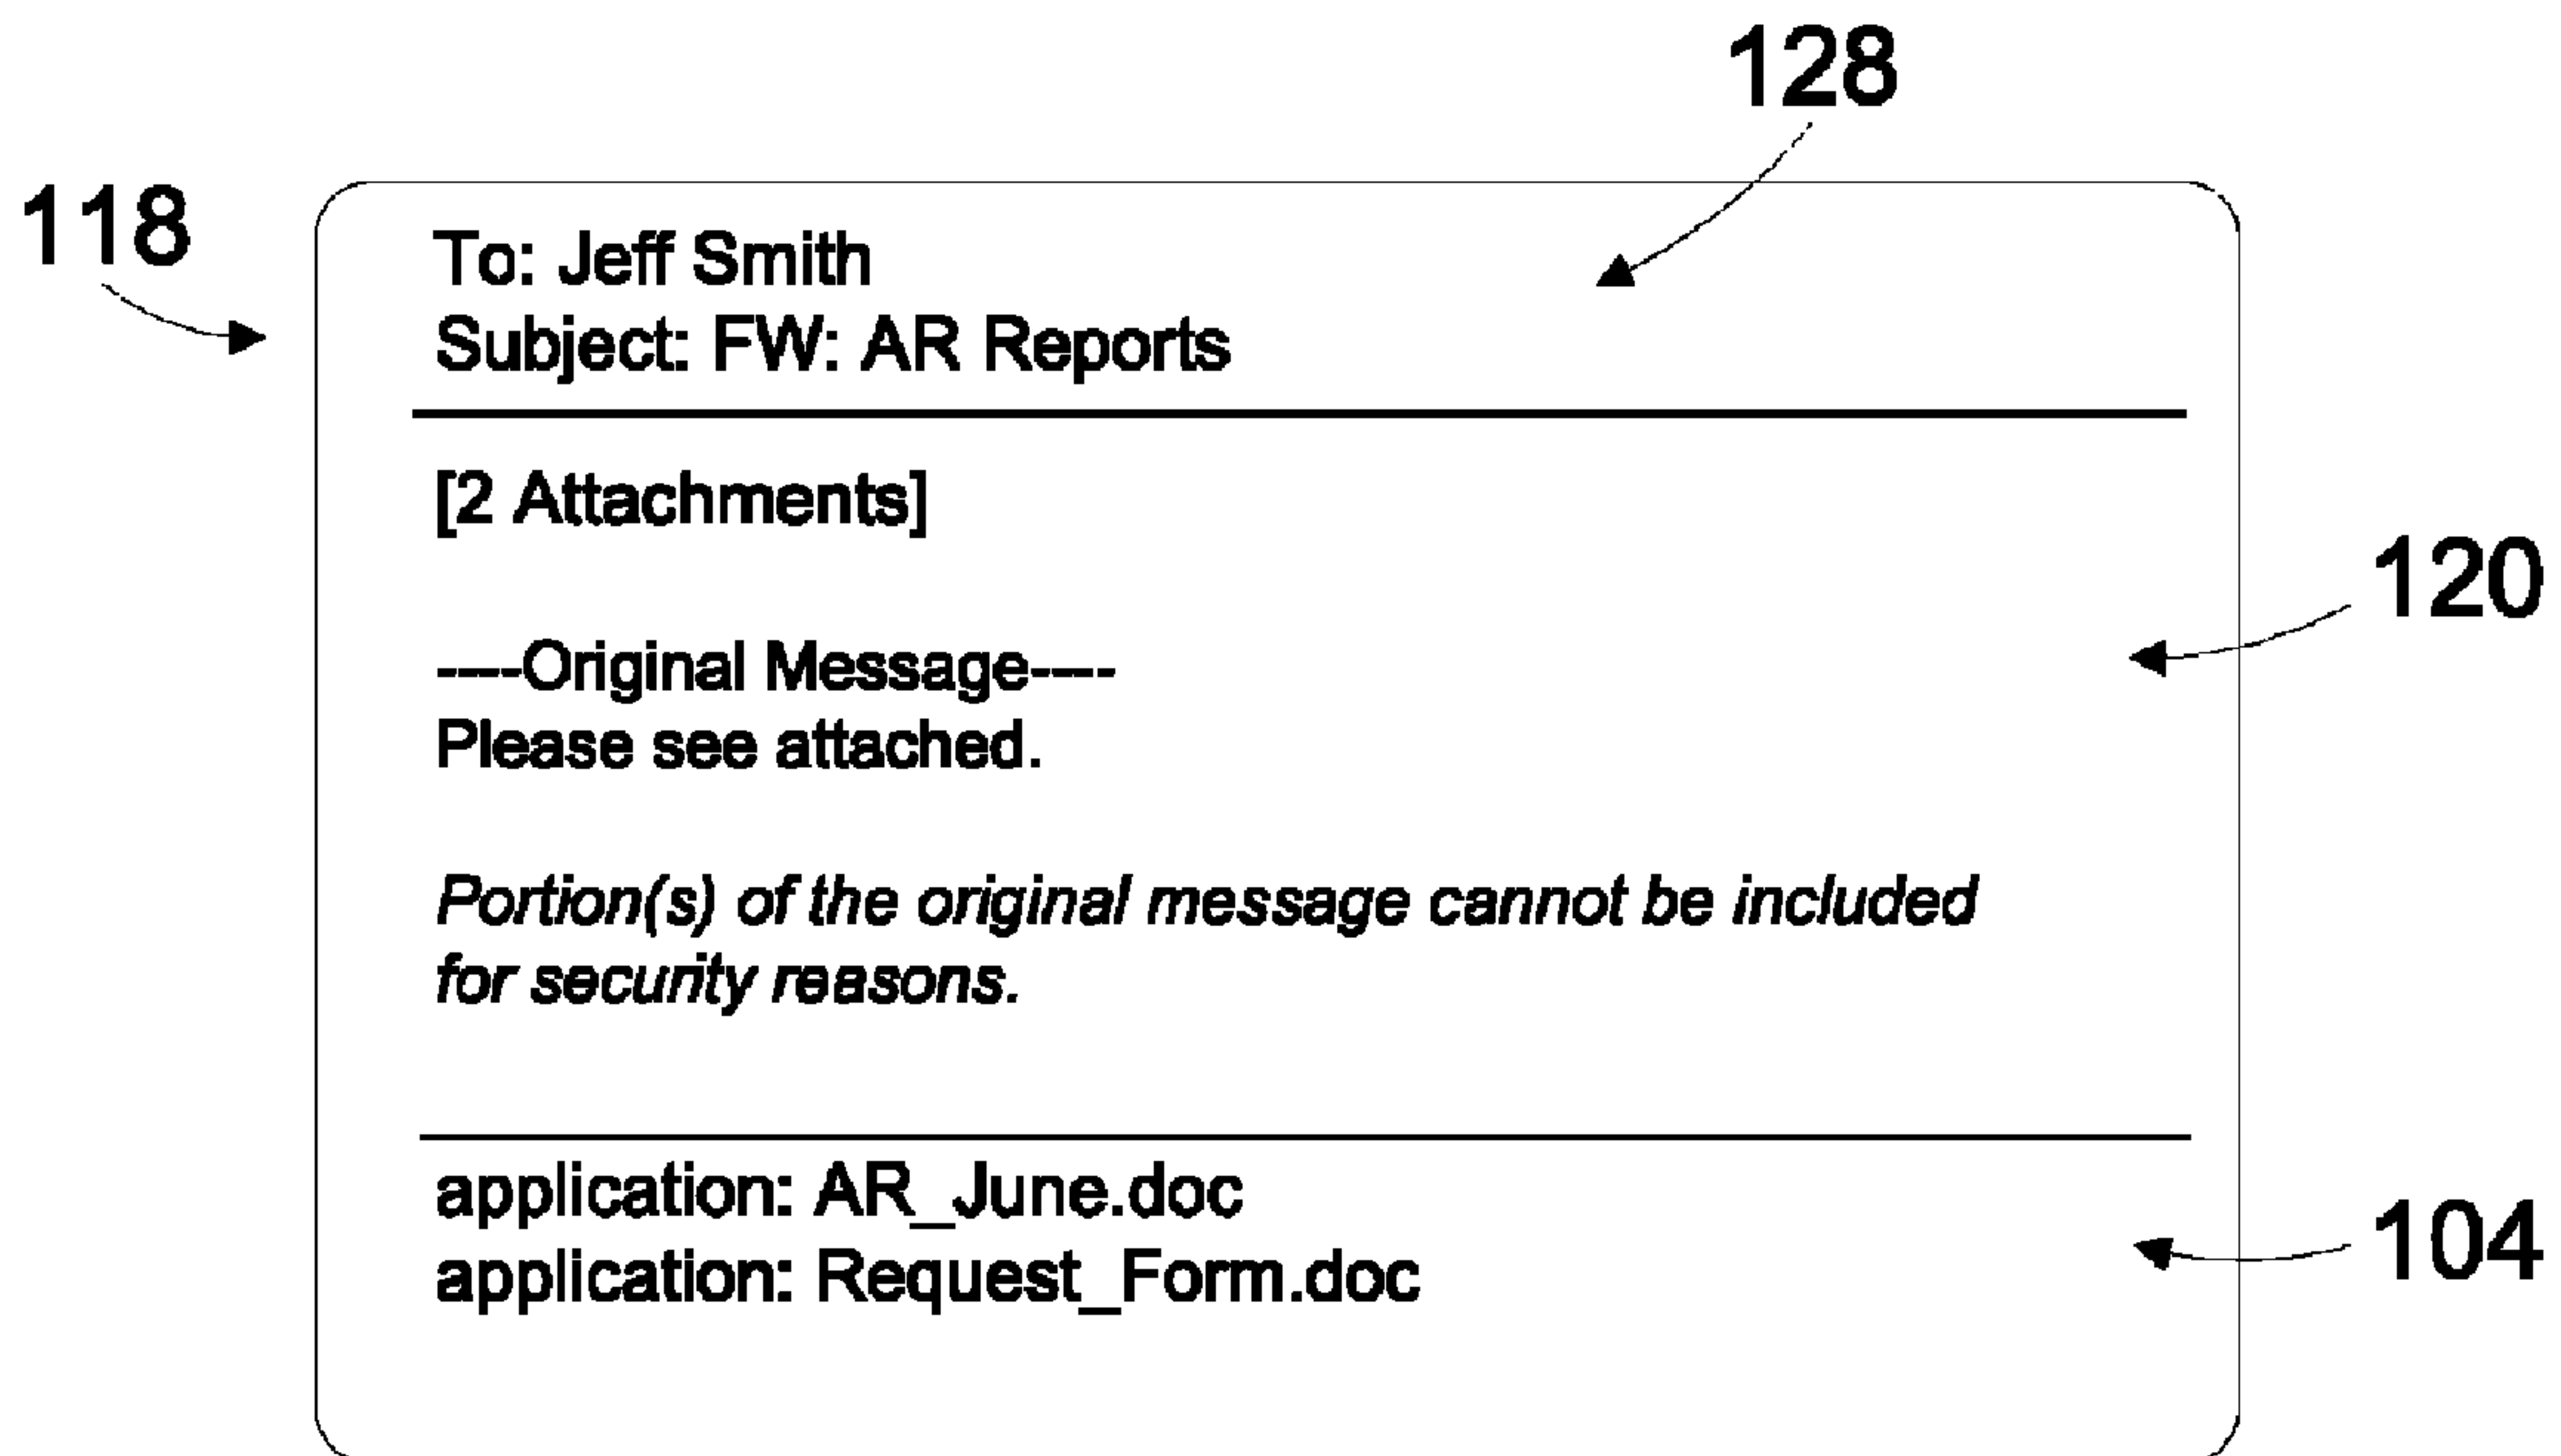 128
118
To: Jeff Smith
Subject: FW: AR Reports
[2 Attachments]
120
----Original Message----
Please see attached.
Portion(s) of the original message cannot be included
for security reasons.
application: AR_June.doc
104
application: Request_Form.doc